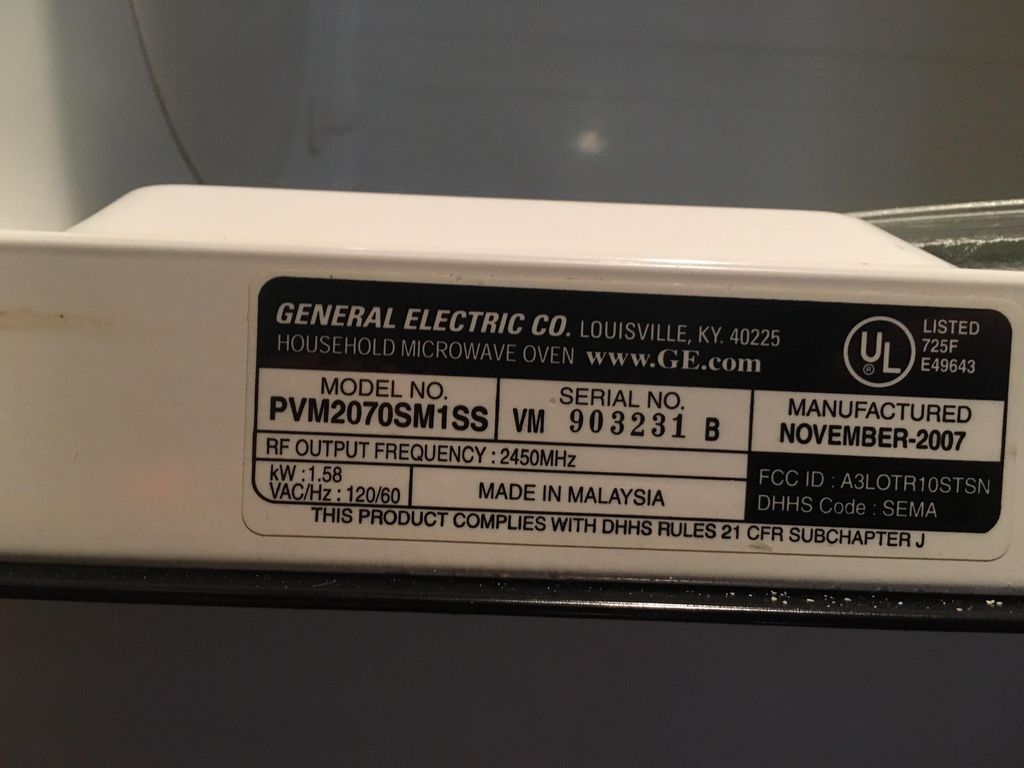 GENERAL ELECTRIC CO. LOUISVILLE, KY. 40225
HOUSEHOLD MICROWAVE OVEN www.GE.com
UL ®
LISTED
725F
E49643
MODEL NO.
PVM2070SM1SS
SERIAL NO.
VM 903231 B
MANUFACTURED
NOVEMBER-2007
RF OUTPUT FREQUENCY : 2450MHz
kW : 1.58
VAC/Hz : 120/60
MADE IN MALAYSIA
FCC ID : A3LOTR10STSN
DHHS Code : SEMA
THIS PRODUCT COMPLIES WITH DHHS RULES 21 CFR SUBCHAPTER J